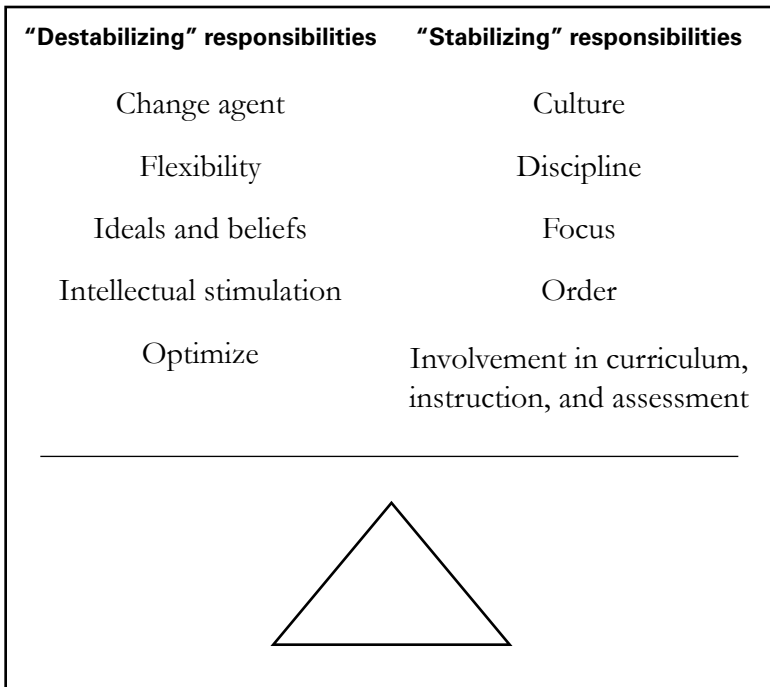 “Destabilizing” responsibilities
“Stabilizing” responsibilities
Change agent
Culture
Flexibility
Discipline
Ideals and beliefs
Focus
Intellectual stimulation
Order
Optimize
Involvement in curriculum,
instruction, and assessment